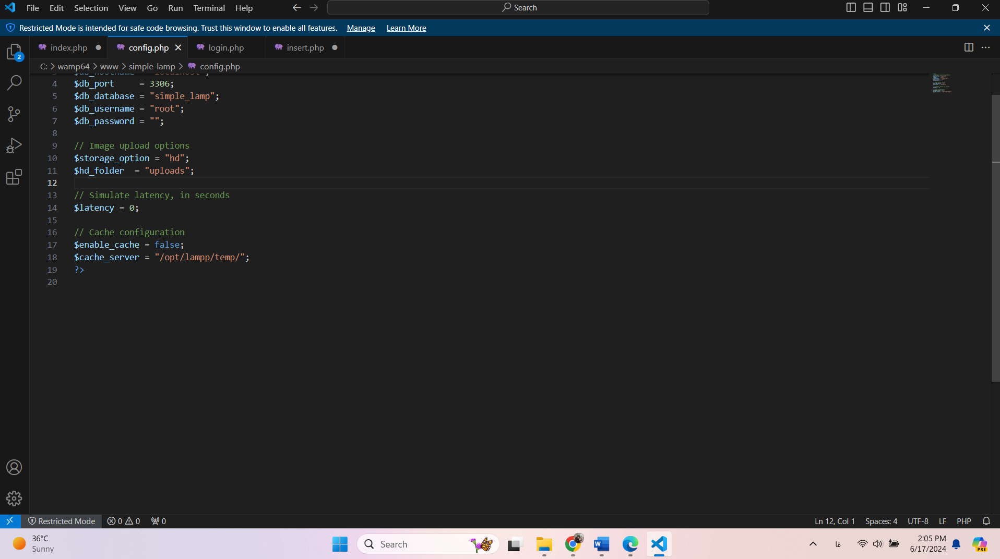 File Edit Selection View Go Run Terminal Help
Search
Restricted Mode is intended for safe code browsing. Trust this window to enable all features. Manage Learn More
2
index.php config.php login.php insert.php
C: > wamp64 > www > simple-lamp > config.php
4 $db_port     = 3306;
5 $db_database = "simple_lamp";
6 $db_username = "root";
7 $db_password = "";
8
9 // Image upload options
10 $storage_option = "hd";
11 $hd_folder  = "uploads";
12
13 // Simulate latency, in seconds
14 $latency = 0;
15
16 // Cache configuration
17 $enable_cache = false;
18 $cache_server = "/opt/lampp/temp/";
19 ?>
20
Restricted Mode 0 0 0 Ln 12, Col 1 Spaces: 4 UTF-8 LF PHP
36°C
Sunny
Search
فا
2:05 PM
6/17/2024
PRE